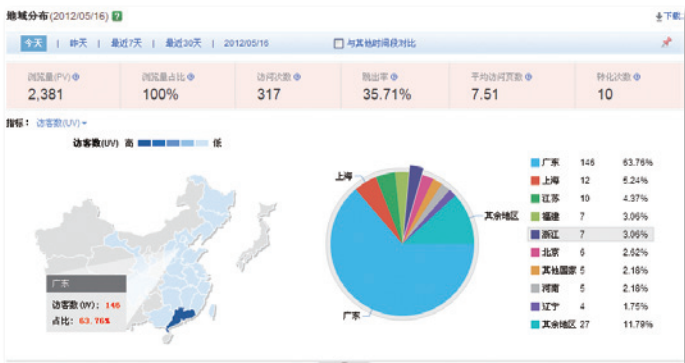 地域分布(2012/05/16) ?
下载
今天 | 昨天 | 最近7天 | 最近30天 | 2012/05/16 与其他时间段对比
浏览量(PV) 浏览量占比 访问次数 跳出率 平均访问页数 转化次数
2,381 100% 317 35.71% 7.51 10
指标： 访客数(UV)
访客数(UV) 高 低
广东
访客数(UV)： 146
占比： 63.76%
上海
其余地区
广东
广东 146 63.76%
上海 12 5.24%
江苏 10 4.37%
福建 7 3.06%
浙江 7 3.06%
北京 6 2.62%
其他国家 5 2.18%
河南 5 2.18%
辽宁 4 1.75%
其余地区 27 11.79%